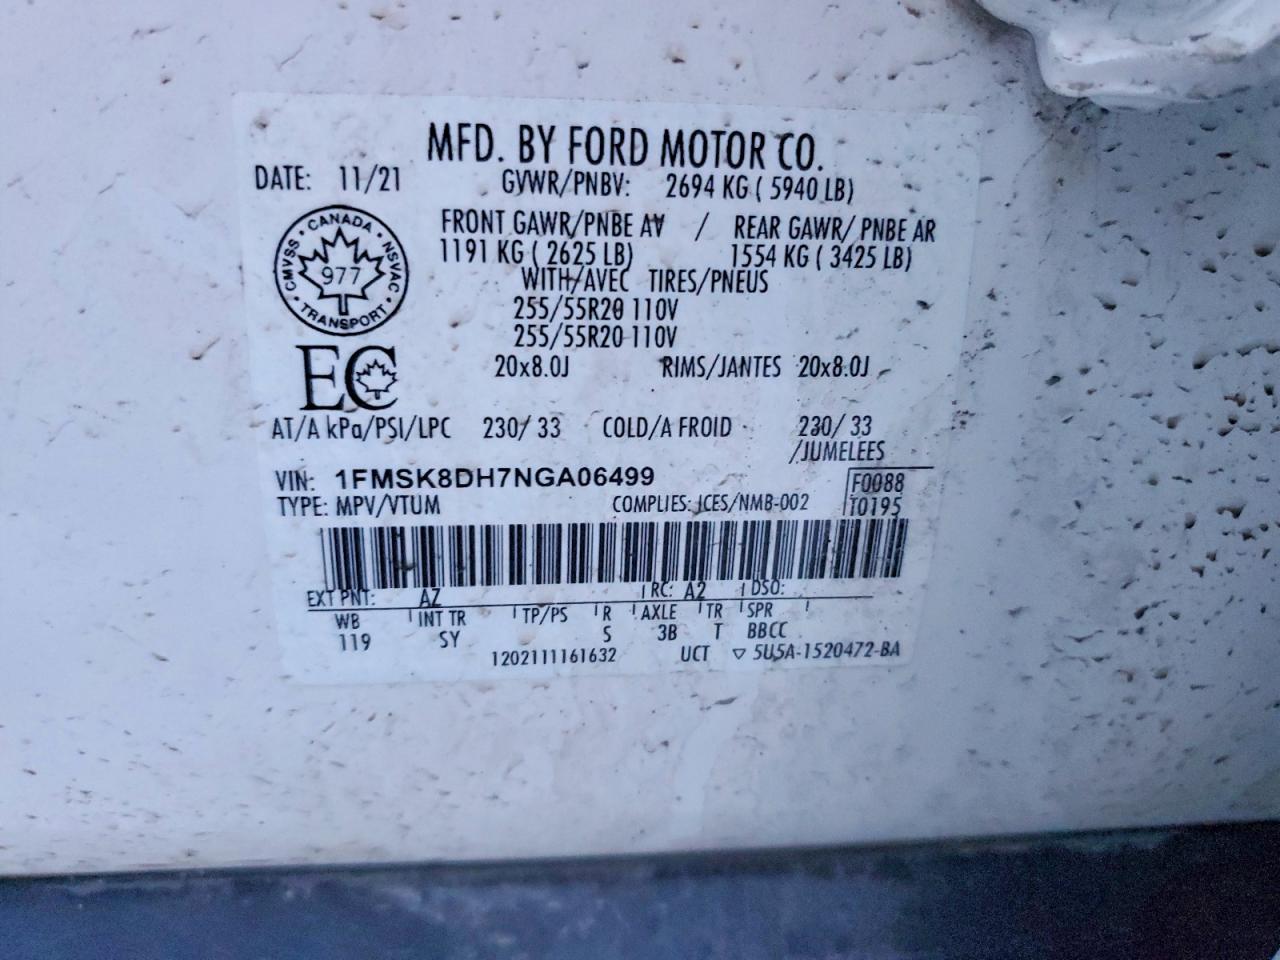 MFD. BY FORD MOTOR CO.
DATE: 11/21 GVWR/PNBV: 2694 KG ( 5940 LB)
FRONT GAWR/PNBE AV / REAR GAWR/ PNBE AR
1191 KG ( 2625 LB) 1554 KG ( 3425 LB)
WITH/AVEC TIRES/PNEUS
255/55R20 110V
255/55R20 110V
20x8.0J RIMS/JANTES 20x8.0J
CANADA · NSVAC · TRANSPORT · CMVSS ·
977
EC
AT/A kPa/PSI/LPC 230/ 33 COLD/A FROID 230/ 33
/JUMELEES
VIN: 1FMSK8DH7NGA06499 F0088
TYPE: MPV/VTUM COMPLIES: ICES/NMB-002 T0195
EXT PNT: AZ RC: A2 DSO:
WB INT TR TP/PS R AXLE TR SPR
119 SY S 3B T BBCC
1202111161632 UCT ▽ 5U5A-1520472-BA